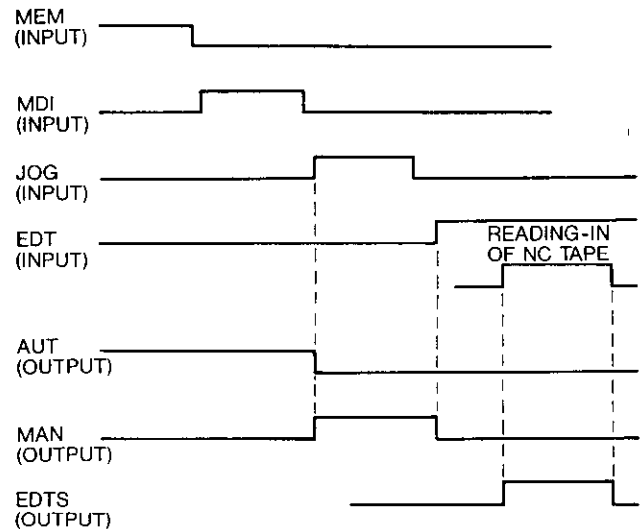 MEM
(INPUT)
MDI
(INPUT)
JOG
(INPUT)
EDT
(INPUT)
READING-IN
OF NC TAPE
AUT
(OUTPUT)
MAN
(OUTPUT)
EDTS
(OUTPUT)